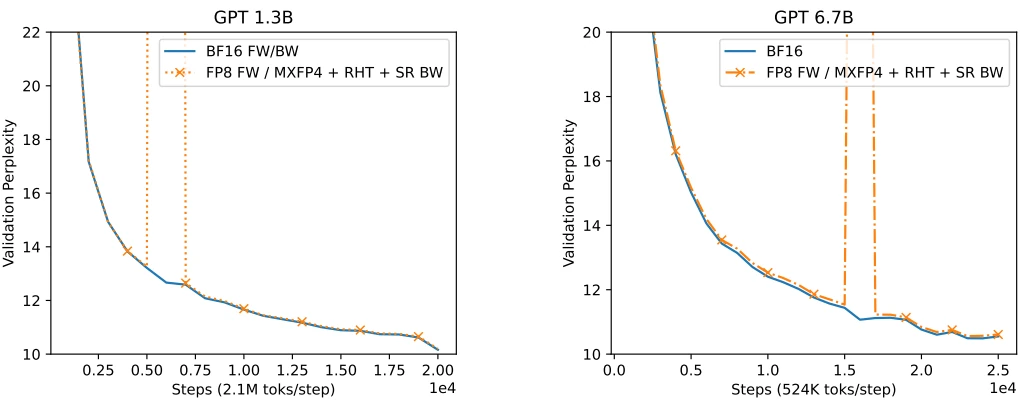 GPT 1.3B
22
20
18
16
14
12
10
Validation Perplexity
BF16 FW/BW
FP8 FW / MXFP4 + RHT + SR BW
0.25 0.50 0.75 1.00 1.25 1.50 1.75 2.00
1e4
Steps (2.1M toks/step)
GPT 6.7B
20
18
16
14
12
10
Validation Perplexity
BF16
FP8 FW / MXFP4 + RHT + SR BW
0.0 0.5 1.0 1.5 2.0 2.5
1e4
Steps (524K toks/step)